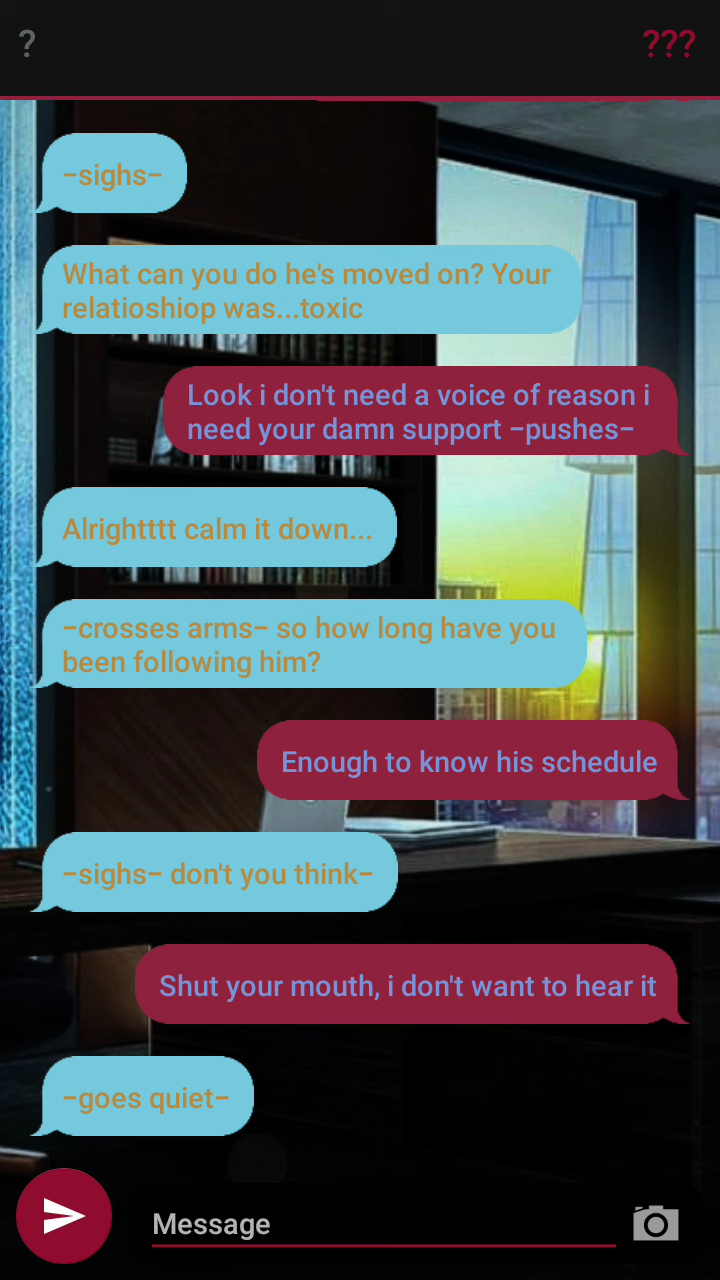 ?
???
–sighs–
What can you do he's moved on? Your
relatioshiop was...toxic
Look i don't need a voice of reason i
need your damn support –pushes–
Alrightttt calm it down...
–crosses arms– so how long have you
been following him?
Enough to know his schedule
–sighs– don't you think–
Shut your mouth, i don't want to hear it
–goes quiet–
Message